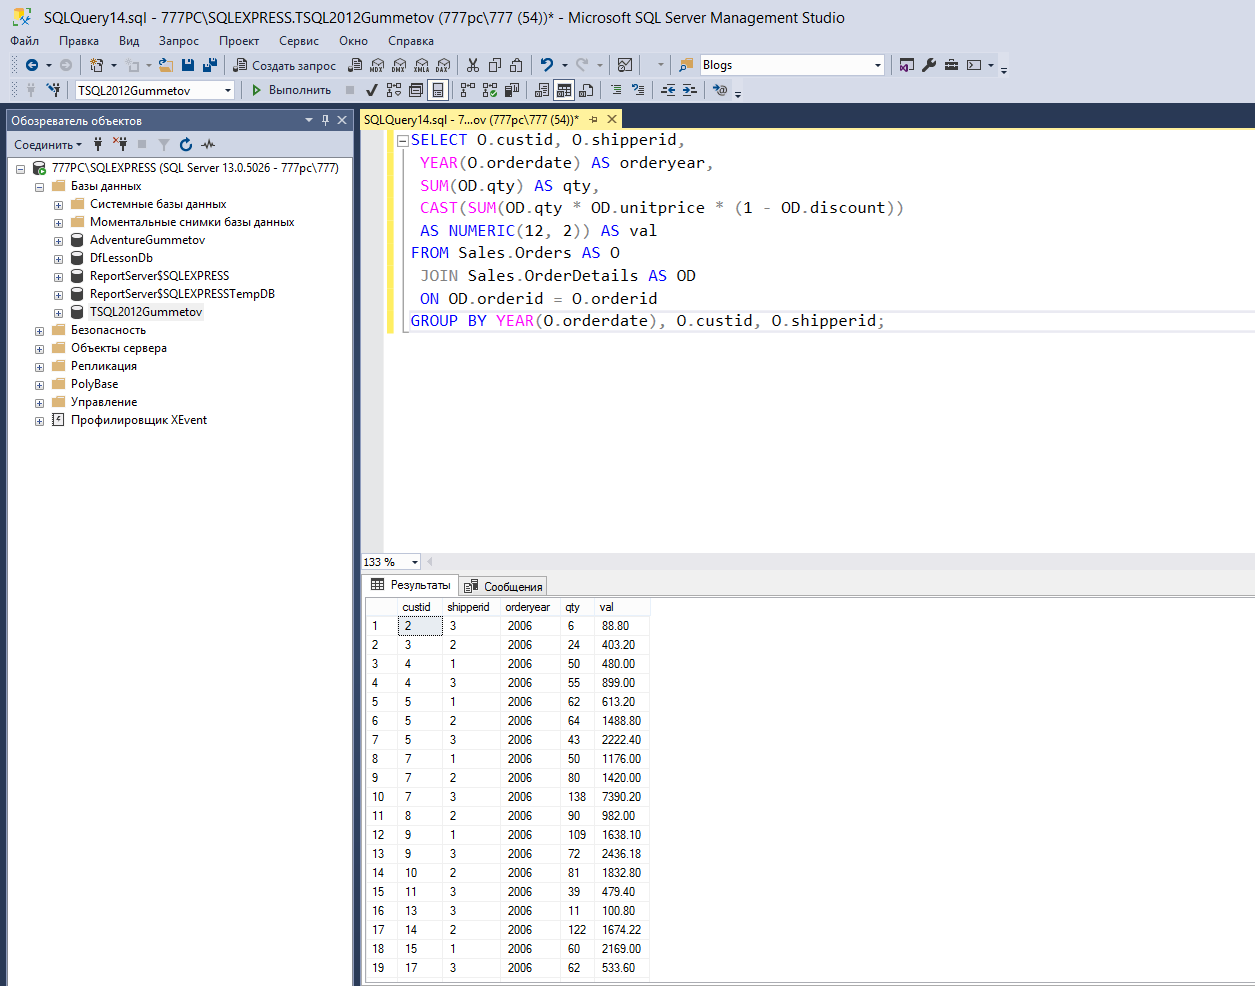 SQLQuery14.sql - 777PC\SQLEXPRESS.TSQL2012Gummetov (777pc\777 (54))* - Microsoft SQL Server Management Studio
Файл Правка Вид Запрос Проект Сервис Окно Справка
Создать запрос MDX DMX XMLA DAX Blogs
TSQL2012Gummetov Выполнить
Обозреватель объектов
SQLQuery14.sql - 7...ov (777pc\777 (54))*
Соединить
777PC\SQLEXPRESS (SQL Server 13.0.5026 - 777pc\777)
Базы данных
Системные базы данных
Моментальные снимки базы данных
AdventureGummetov
DfLessonDb
ReportServer$SQLEXPRESS
ReportServer$SQLEXPRESSTempDB
TSQL2012Gummetov
Безопасность
Объекты сервера
Репликация
PolyBase
Управление
Профилировщик XEvent
SELECT O.custid, O.shipperid,
YEAR(O.orderdate) AS orderyear,
SUM(OD.qty) AS qty,
CAST(SUM(OD.qty * OD.unitprice * (1 - OD.discount))
AS NUMERIC(12, 2)) AS val
FROM Sales.Orders AS O
JOIN Sales.OrderDetails AS OD
ON OD.orderid = O.orderid
GROUP BY YEAR(O.orderdate), O.custid, O.shipperid;
133 %
Результаты Сообщения
custid shipperid orderyear qty val
1 2 3 2006 6 88.80
2 3 2 2006 24 403.20
3 4 1 2006 50 480.00
4 4 3 2006 55 899.00
5 5 1 2006 62 613.20
6 5 2 2006 64 1488.80
7 5 3 2006 43 2222.40
8 7 1 2006 50 1176.00
9 7 2 2006 80 1420.00
10 7 3 2006 138 7390.20
11 8 2 2006 90 982.00
12 9 1 2006 109 1638.10
13 9 3 2006 72 2436.18
14 10 2 2006 81 1832.80
15 11 3 2006 39 479.40
16 13 3 2006 11 100.80
17 14 2 2006 122 1674.22
18 15 1 2006 60 2169.00
19 17 3 2006 62 533.60